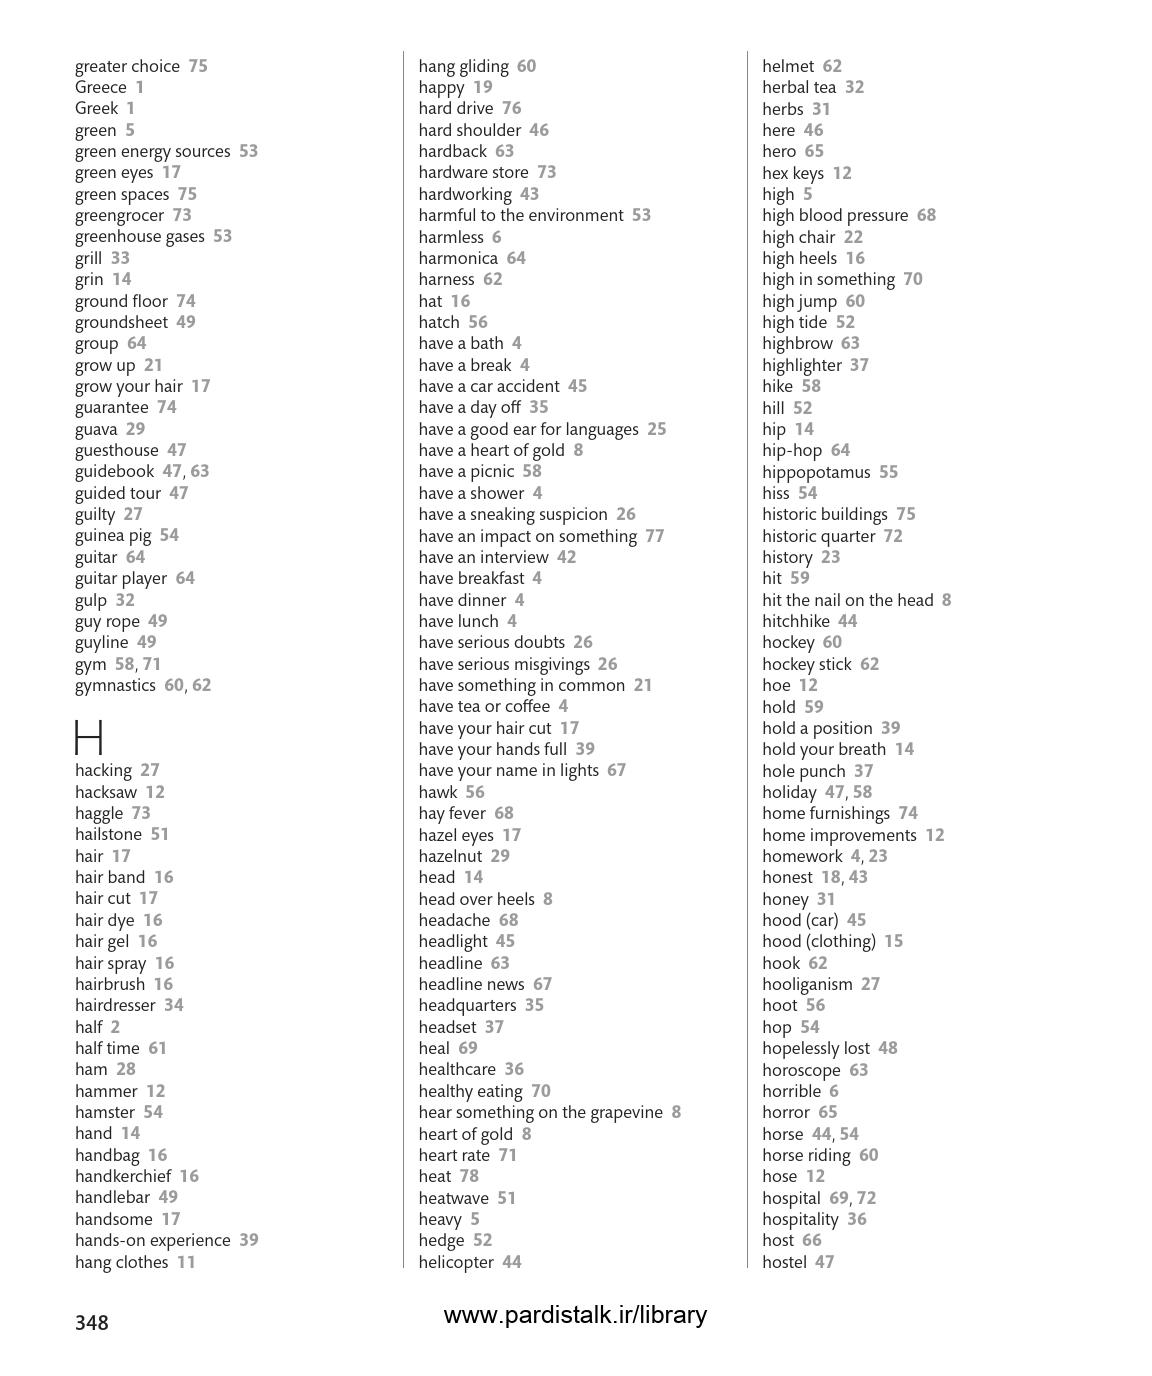 greater choice 75
Greece 1
Greek 1
green 5
green energy sources 53
green eyes 17
green spaces 75
greengrocer 73
greenhouse gases 53
grill 33
grin 14
ground floor 74
groundsheet 49
group 64
grow up 21
grow your hair 17
guarantee 74
guava 29
guesthouse 47
guidebook 47, 63
guided tour 47
guilty 27
guinea pig 54
guitar 64
guitar player 64
gulp 32
guy rope 49
guyline 49
gym 58, 71
gymnastics 60, 62
H
hacking 27
hacksaw 12
haggle 73
hailstone 51
hair 17
hair band 16
hair cut 17
hair dye 16
hair gel 16
hair spray 16
hairbrush 16
hairdresser 34
half 2
half time 61
ham 28
hammer 12
hamster 54
hand 14
handbag 16
handkerchief 16
handlebar 49
handsome 17
hands-on experience 39
hang clothes 11
hang gliding 60
happy 19
hard drive 76
hard shoulder 46
hardback 63
hardware store 73
hardworking 43
harmful to the environment 53
harmless 6
harmonica 64
harness 62
hat 16
hatch 56
have a bath 4
have a break 4
have a car accident 45
have a day off 35
have a good ear for languages 25
have a heart of gold 8
have a picnic 58
have a shower 4
have a sneaking suspicion 26
have an impact on something 77
have an interview 42
have breakfast 4
have dinner 4
have lunch 4
have serious doubts 26
have serious misgivings 26
have something in common 21
have tea or coffee 4
have your hair cut 17
have your hands full 39
have your name in lights 67
hawk 56
hay fever 68
hazel eyes 17
hazelnut 29
head 14
head over heels 8
headache 68
headlight 45
headline 63
headline news 67
headquarters 35
headset 37
heal 69
healthcare 36
healthy eating 70
hear something on the grapevine 8
heart of gold 8
heart rate 71
heat 78
heatwave 51
heavy 5
hedge 52
helicopter 44
helmet 62
herbal tea 32
herbs 31
here 46
hero 65
hex keys 12
high 5
high blood pressure 68
high chair 22
high heels 16
high in something 70
high jump 60
high tide 52
highbrow 63
highlighter 37
hike 58
hill 52
hip 14
hip-hop 64
hippopotamus 55
hiss 54
historic buildings 75
historic quarter 72
history 23
hit 59
hit the nail on the head 8
hitchhike 44
hockey 60
hockey stick 62
hoe 12
hold 59
hold a position 39
hold your breath 14
hole punch 37
holiday 47, 58
home furnishings 74
home improvements 12
homework 4, 23
honest 18, 43
honey 31
hood (car) 45
hood (clothing) 15
hook 62
hooliganism 27
hoot 56
hop 54
hopelessly lost 48
horoscope 63
horrible 6
horror 65
horse 44, 54
horse riding 60
hose 12
hospital 69, 72
hospitality 36
host 66
hostel 47
348
www.pardistalk.ir/library